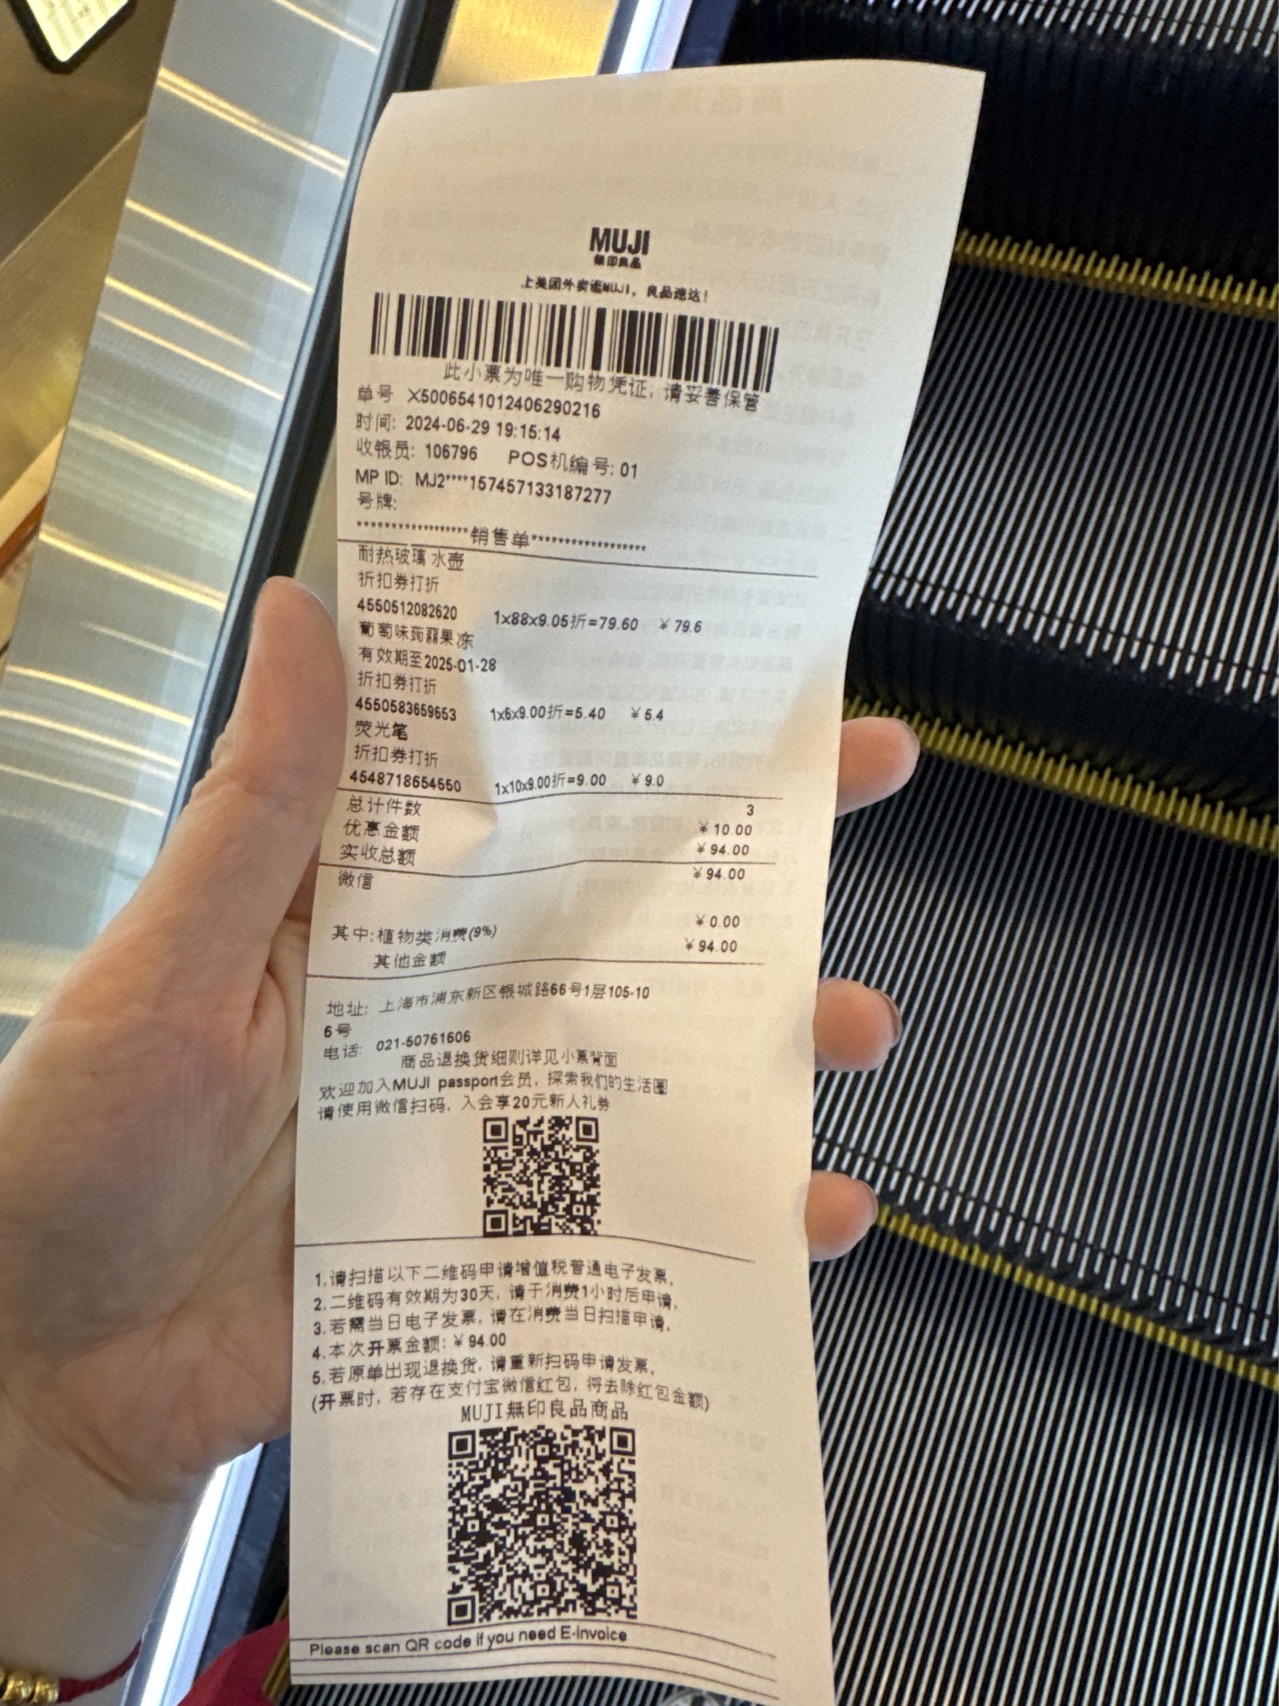 MUJI
無印良品
上美团外卖逛MUJI，良品速达！
此小票为唯一购物凭证，请妥善保管
单号 X5006541012406290216
时间: 2024-06-29 19:15:14
收银员: 106796 POS机编号: 01
MP ID: MJ2****157457133187277
号牌:
******************销售单******************
耐热玻璃 水壶
折扣券打折
4550512082620 1x88x9.05折=79.60 ￥79.6
葡萄味蒟蒻果冻
有效期至2025-01-28
折扣券打折
4550583659653 1x6x9.00折=5.40 ￥5.4
荧光笔
折扣券打折
4548718654650 1x10x9.00折=9.00 ￥9.0
总计件数 3
优惠金额 ￥10.00
实收总额 ￥94.00
微信 ￥94.00
其中:植物类消费(9%) ￥0.00
其他金额 ￥94.00
地址: 上海市浦东新区银城路66号1层105-10
6号
电话: 021-50761606
商品退换货细则详见小票背面
欢迎加入MUJI passport会员，探索我们的生活圈
请使用微信扫码，入会享20元新人礼券
1.请扫描以下二维码申请增值税普通电子发票。
2.二维码有效期为30天，请于消费1小时后申请。
3.若需当日电子发票，请在消费当日扫描申请。
4.本次开票金额:￥94.00
5.若原单出现退换货，请重新扫码申请发票。
(开票时，若存在支付宝微信红包，将去除红包金额)
MUJI無印良品商品
Please scan QR code if you need E-invoice